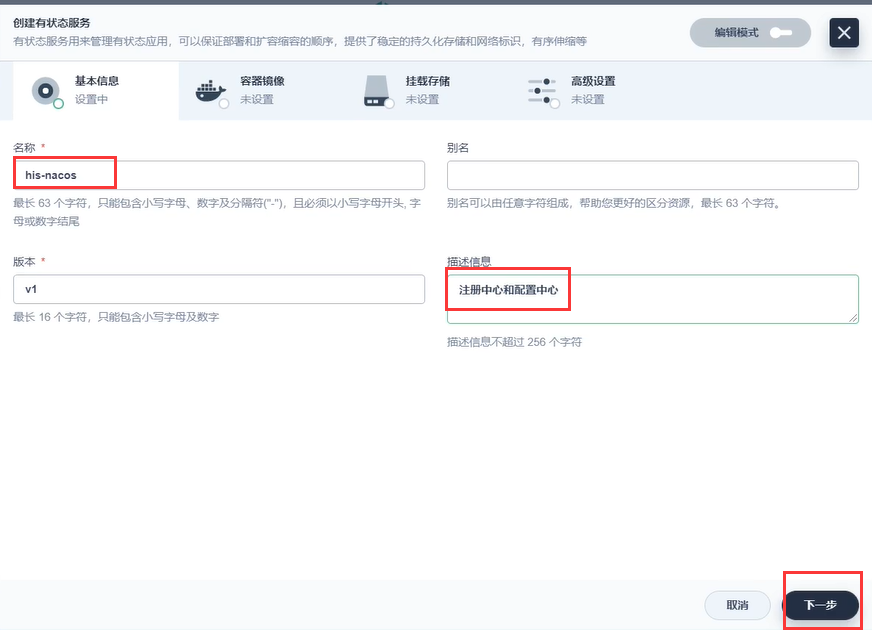 创建有状态服务
有状态服务用来管理有状态应用，可以保证部署和扩容缩容的顺序，提供了稳定的持久化存储和网络标识，有序伸缩等
编辑模式
基本信息
设置中
容器镜像
未设置
挂载存储
未设置
高级设置
未设置
名称 *
his-nacos
最长 63 个字符，只能包含小写字母、数字及分隔符("-")，且必须以小写字母开头, 字
母或数字结尾
别名
别名可以由任意字符组成，帮助您更好的区分资源，最长 63 个字符。
版本 *
v1
最长 16 个字符，只能包含小写字母及数字
描述信息
注册中心和配置中心
描述信息不超过 256 个字符
取消
下一步